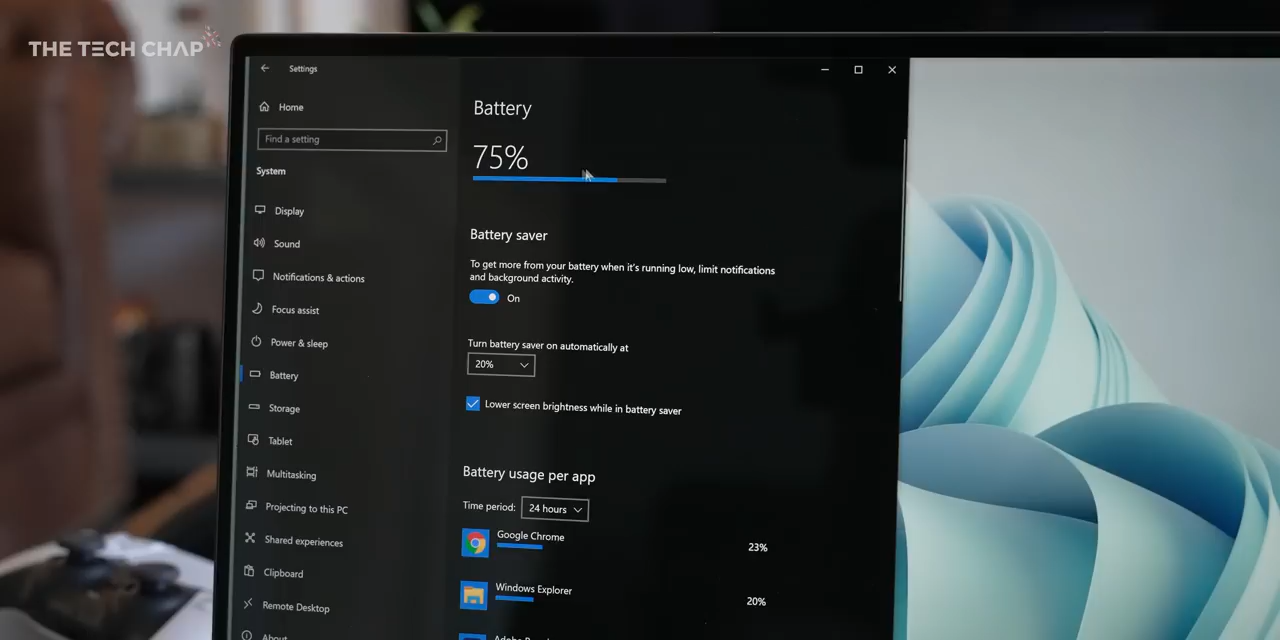 THE TECH CHAP
Settings
Home
Find a setting
System
Display
Sound
Notifications & actions
Focus assist
Power & sleep
Battery
Storage
Tablet
Multitasking
Projecting to this PC
Shared experiences
Clipboard
Remote Desktop
About
Battery
75%
Battery saver
To get more from your battery when it's running low, limit notifications
and background activity.
On
Turn battery saver on automatically at
20%
Lower screen brightness while in battery saver
Battery usage per app
Time period: 24 hours
Google Chrome
23%
Windows Explorer
20%
Adobe